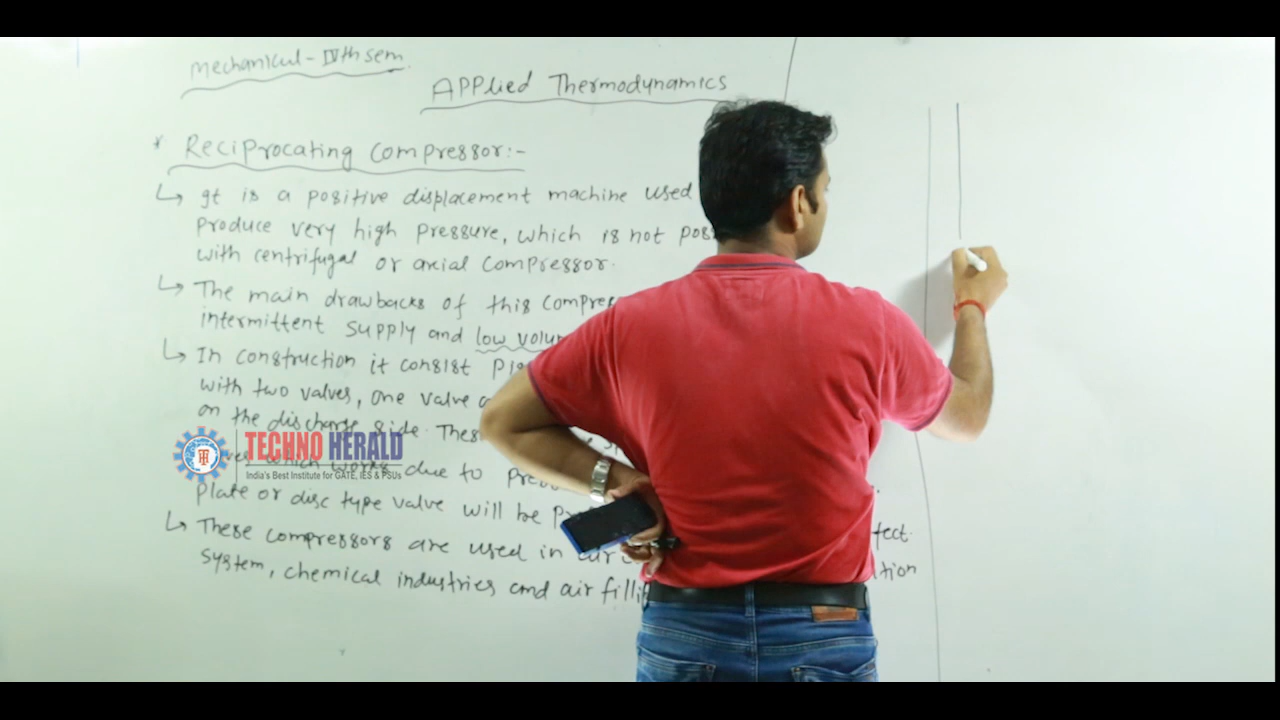 Mechanical - IVth sem
Applied Thermodynamics
* Reciprocating Compressor:-
↳ It is a positive displacement machine used
produce very high pressure, which is not
with centrifugal or axial compressor.
↳ The main drawbacks of this
intermittent supply and low
↳ In construction it consist
with two valves, one valve
on the discharge side.
which works due to
plate or disc type valve will be
↳ These compressors are used in
system, chemical industries and air
TECHNO HERALD
India's Best Institute for GATE, IES & PSUs